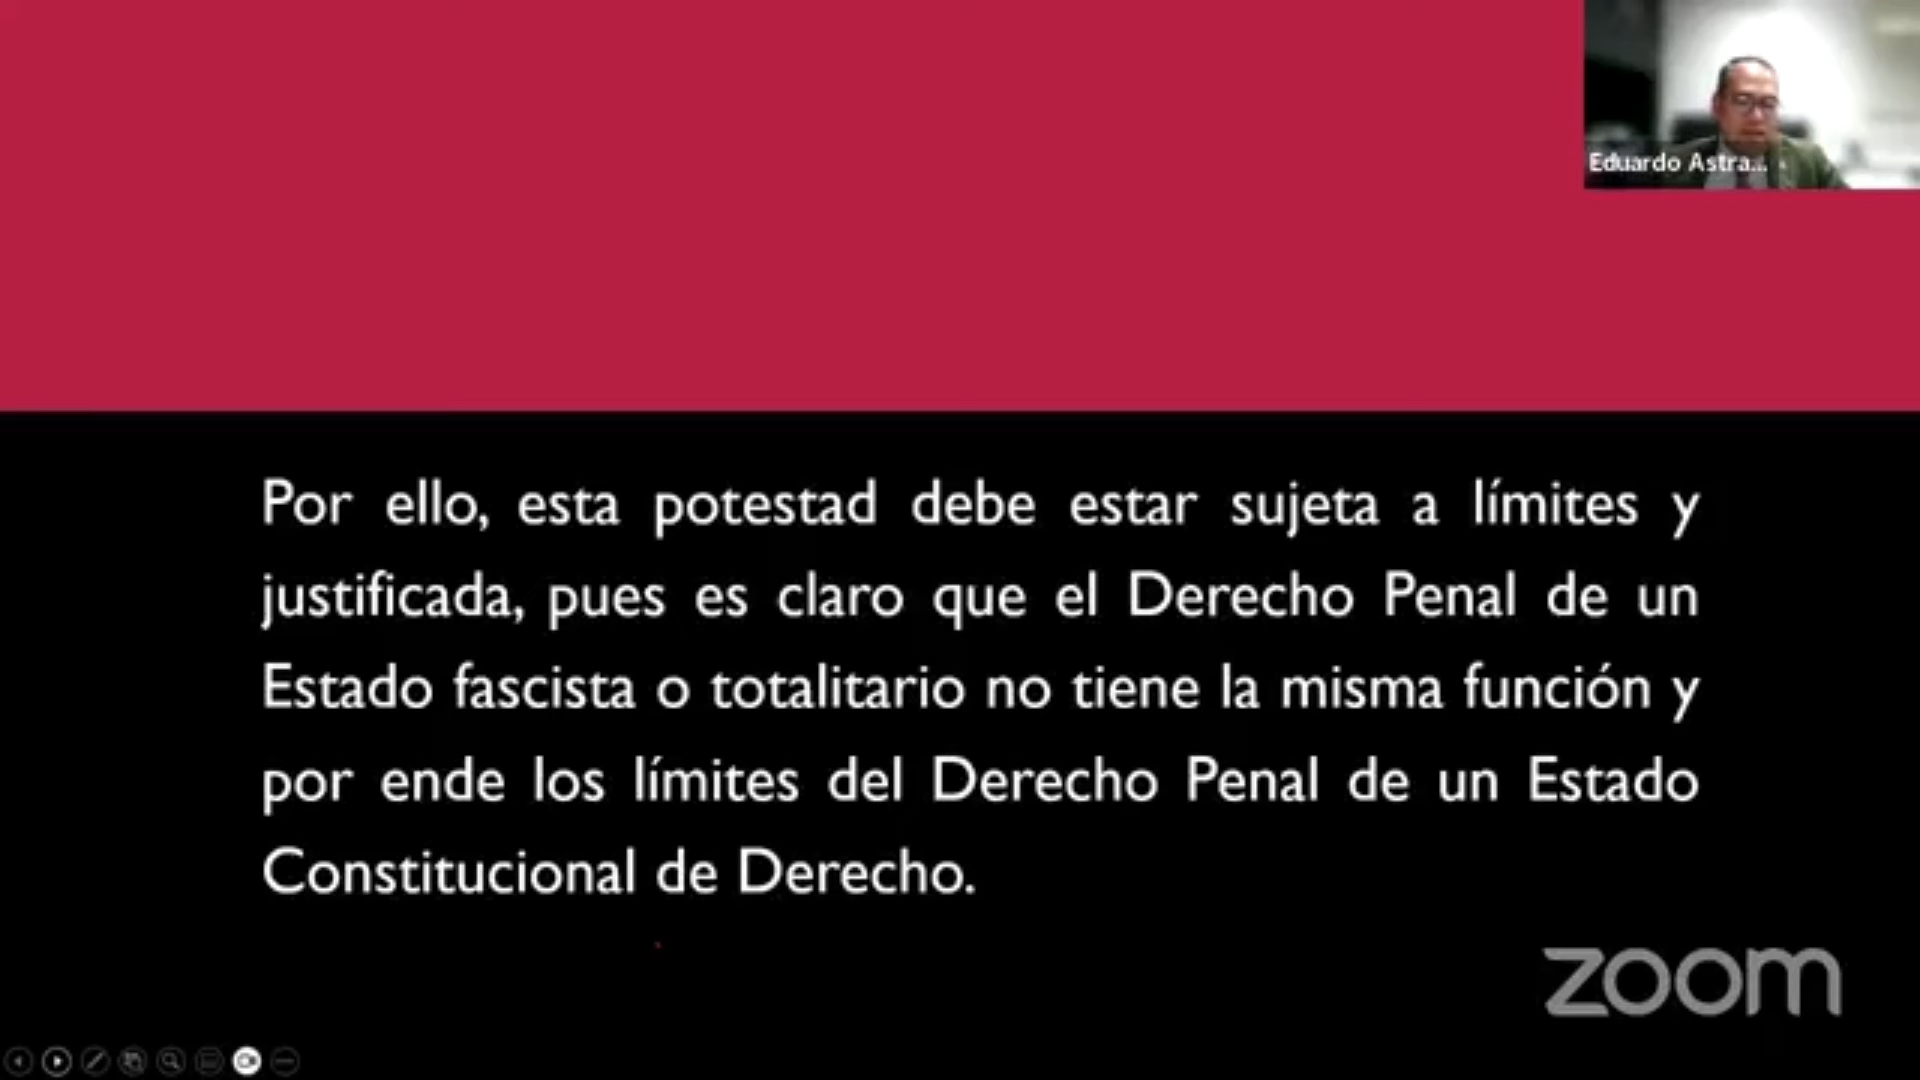 Eduardo Astra...
Por ello, esta potestad debe estar sujeta a límites y
justificada, pues es claro que el Derecho Penal de un
Estado fascista o totalitario no tiene la misma función y
por ende los límites del Derecho Penal de un Estado
Constitucional de Derecho.
zoom